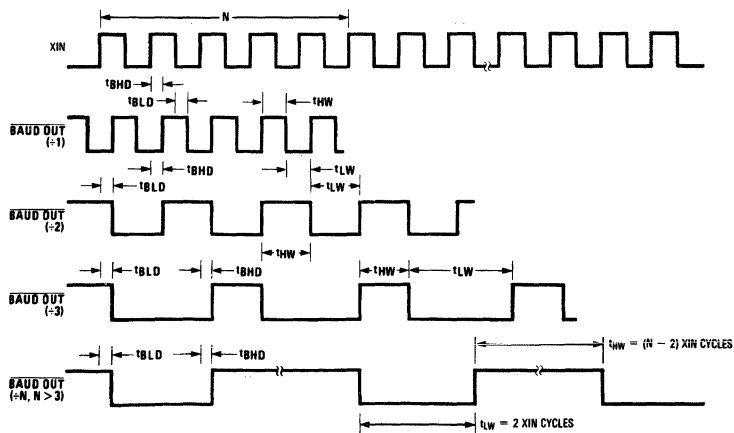 N
XIN
tBHD
tBLD
tHW
BAUD OUT
(÷1)
tBHD
tLW
tBLD
tLW
BAUD OUT
(÷2)
tHW
tBLD
tBHD
tHW
tLW
BAUD OUT
(÷3)
tHW = (N − 2) XIN CYCLES
tBLD
tBHD
BAUD OUT
(÷N, N > 3)
tLW = 2 XIN CYCLES